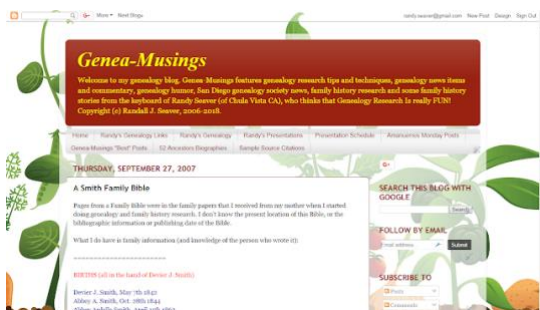 More Next Blog»
randy.seaver@gmail.com New Post Design Sign Out
Genea-Musings
Welcome to my genealogy blog. Genea-Musings features genealogy research tips and techniques, genealogy news items
and commentary, genealogy humor, San Diego genealogy society news, family history research and some family history
stories from the keyboard of Randy Seaver (of Chula Vista CA), who thinks that Genealogy Research Is really FUN!
Copyright (c) Randall J. Seaver, 2006-2018.
Home Randy's Genealogy Links Randy's Genealogy Randy's Presentations Presentation Schedule Amanuensis Monday Posts
Genea-Musings "Best" Posts 52 Ancestors Biographies Sample Source Citations
THURSDAY, SEPTEMBER 27, 2007
A Smith Family Bible
Pages from a Family Bible were in the family papers that I received from my mother when I started
doing genealogy and family history research. I don't know the present location of this Bible, or the
bibliographic information or publishing date of the Bible.
What I do have is family information (and knowledge of the person who wrote it):
BIRTHS (all in the hand of Devier J. Smith)
Devier J. Smith, May 7th 1842
Abbey A. Smith, Oct. 28th 1844
SEARCH THIS BLOG WITH
GOOGLE
Search
FOLLOW BY EMAIL
Email address Submit
SUBSCRIBE TO
Posts
Comments